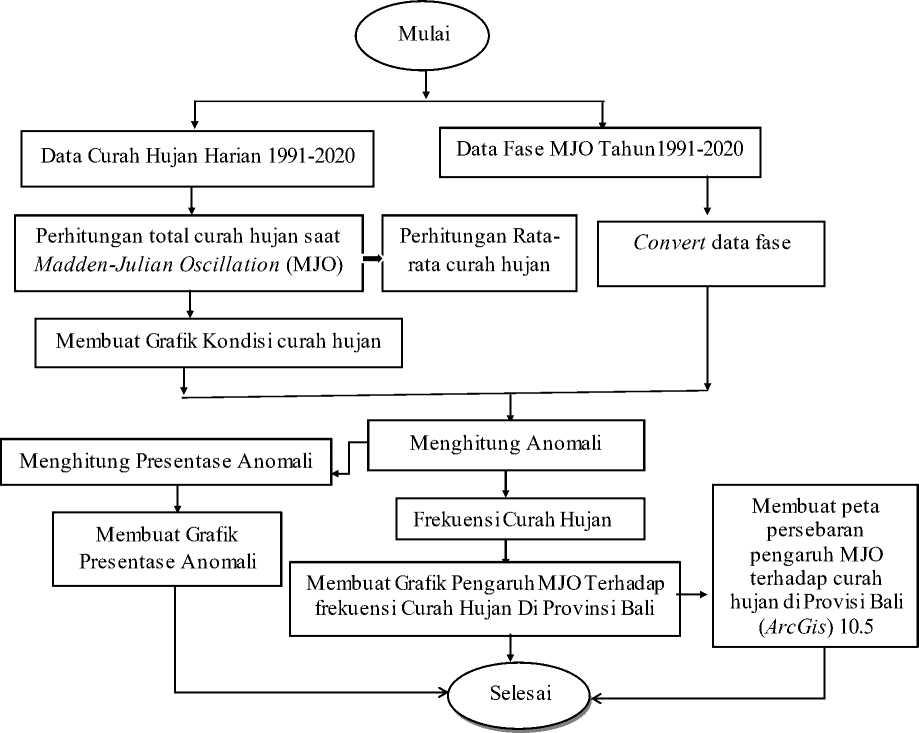 Mulai
Data Curah Hujan Harian 1991-2020
Data Fase MJO Tahun1991-2020
Perhitungan total curah hujan saat
Madden-Julian Oscillation (MJO)
Perhitungan Rata-
rata curah hujan
Convert data fase
Membuat Grafik Kondisi curah hujan
Menghitung Anomali
Menghitung Presentase Anomali
Frekuensi Curah Hujan
Membuat Grafik
Presentase Anomali
Membuat Grafik Pengaruh MJO Terhadap
frekuensi Curah Hujan Di Provinsi Bali
Membuat peta
persebaran
pengaruh MJO
terhadap curah
hujan di Provisi Bali
(ArcGis) 10.5
Selesai